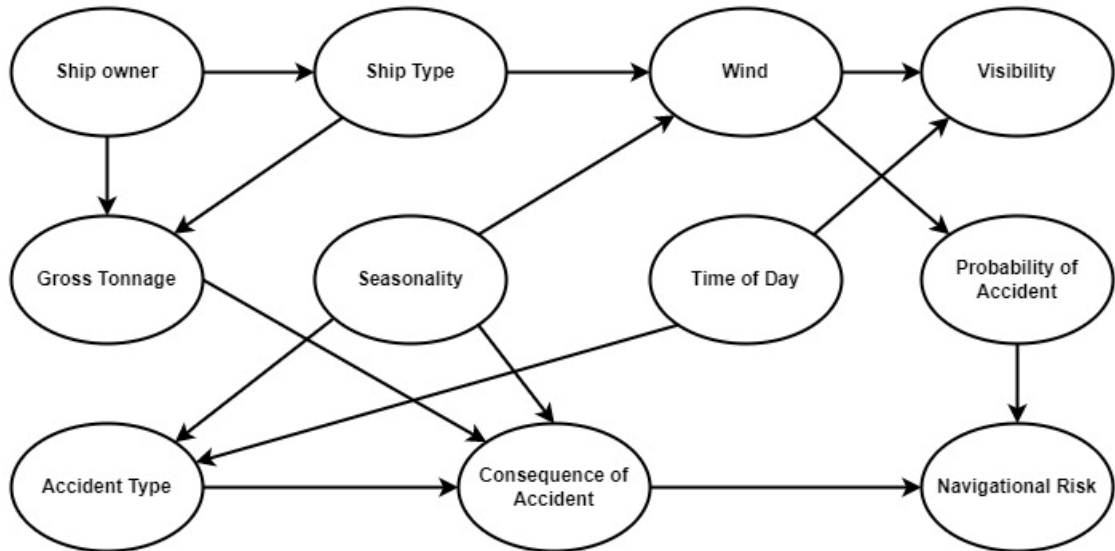 Ship owner
Ship Type
Wind
Visibility
Gross Tonnage
Seasonality
Time of Day
Probability of
Accident
Accident Type
Consequence of
Accident
Navigational Risk